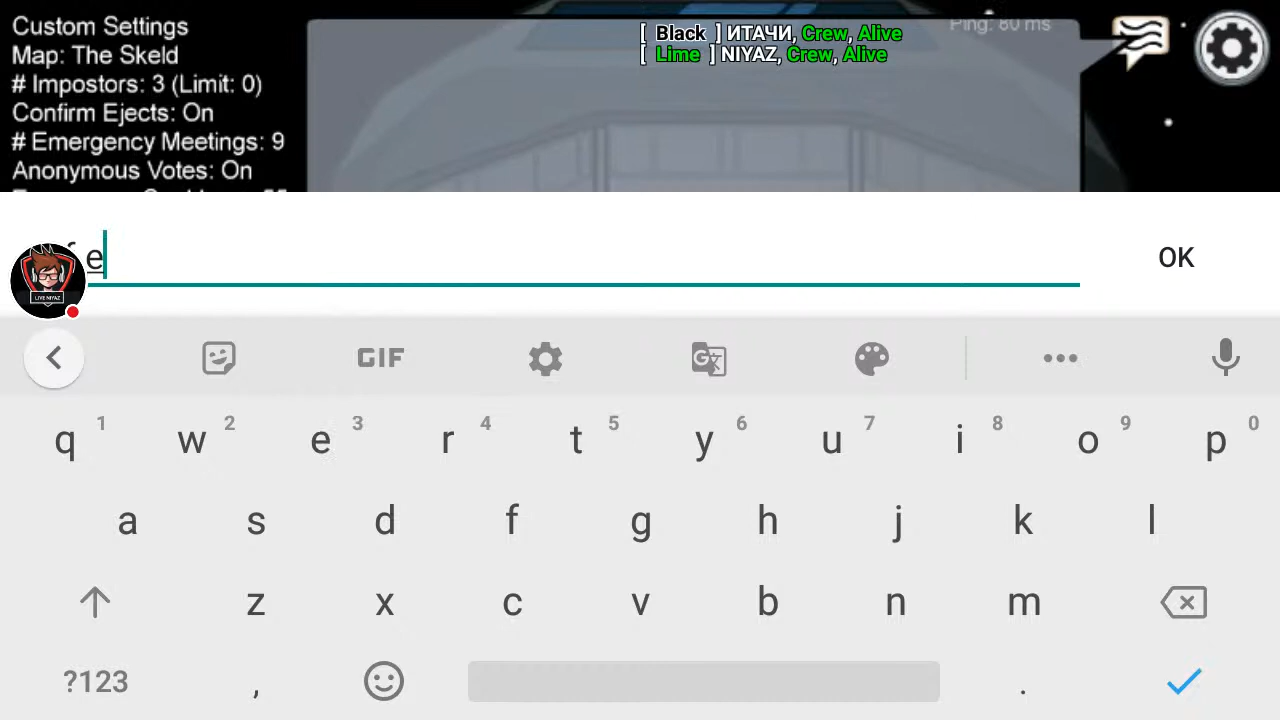 Custom Settings
Map: The Skeld
# Impostors: 3 (Limit: 0)
Confirm Ejects: On
# Emergency Meetings: 9
Anonymous Votes: On
[ Black ] ИТАЧИ, Crew, Alive
[ Lime ] NIYAZ, Crew, Alive
Ping: 80 ms
e
OK
LIVE NIYAZ
GIF
q 1 w 2 e 3 r 4 t 5 y 6 u 7 i 8 o 9 p 0
a s d f g h j k l
z x c v b n m
?123 , .